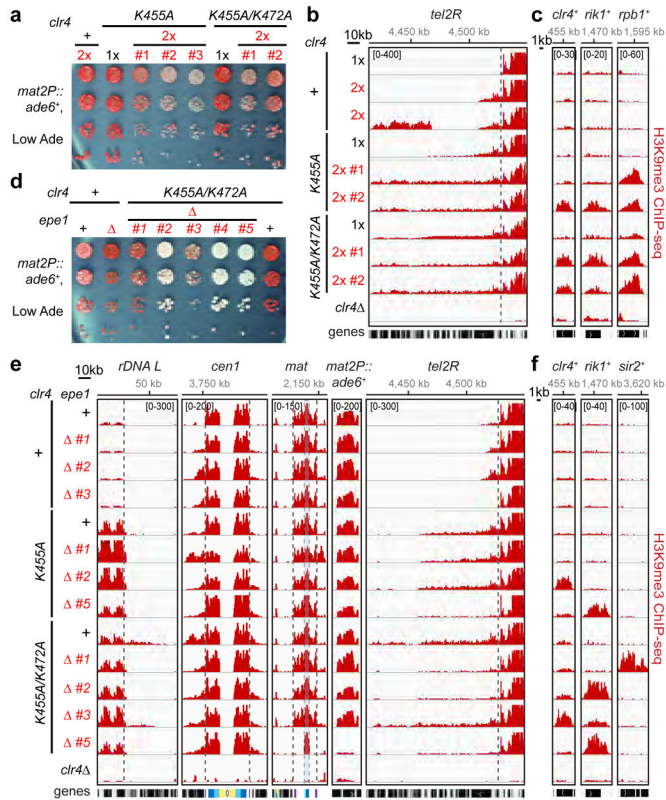 a
clr4
K455A
K455A/K472A
+
2x
2x
2x
1x
#1
#2
#3
1x
#1
#2
mat2P::
ade6+,
Low Ade
b
10kb
tel2R
4,450 kb
4,500 kb
clr4
[0-400]
+
1x
2x
2x
K455A
1x
2x #1
2x #2
K455A/K472A
1x
2x #1
2x #2
clr4Δ
genes
c
clr4+
rik1+
rpb1+
1kb
455 kb
1,470 kb
1,595 kb
[0-30]
[0-20]
[0-60]
H3K9me3 ChIP-seq
d
clr4
+
K455A/K472A
epe1
Δ
+
Δ
#1
#2
#3
#4
#5
+
mat2P::
ade6+,
Low Ade
e
10kb
rDNA L
cen1
mat
mat2P::
ade6+
tel2R
50 kb
3,750 kb
2,150 kb
4,450 kb
4,500 kb
clr4
epe1
[0-300]
[0-200]
[0-150]
[0-200]
[0-300]
+
+
Δ #1
Δ #2
Δ #3
K455A
+
Δ #1
Δ #2
Δ #5
K455A/K472A
+
Δ #1
Δ #2
Δ #3
Δ #5
clr4Δ
genes
f
clr4+
rik1+
sir2+
1kb
455 kb
1,470 kb
3,620 kb
[0-40]
[0-40]
[0-100]
H3K9me3 ChIP-seq